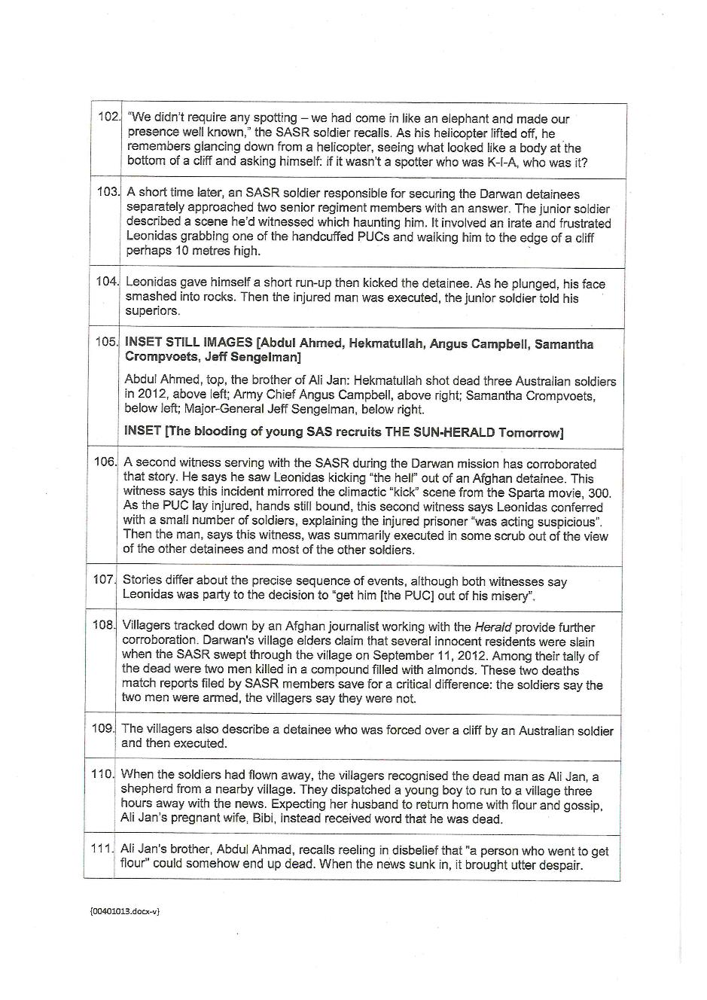 102. “We didn't require any spotting – we had come in like an elephant and made our
presence well known,” the SASR soldier recalls. As his helicopter lifted off, he
remembers glancing down from a helicopter, seeing what looked like a body at the
bottom of a cliff and asking himself: if it wasn't a spotter who was K-I-A, who was it?
103. A short time later, an SASR soldier responsible for securing the Darwan detainees
separately approached two senior regiment members with an answer. The junior soldier
described a scene he'd witnessed which haunting him. It involved an irate and frustrated
Leonidas grabbing one of the handcuffed PUCs and walking him to the edge of a cliff
perhaps 10 metres high.
104. Leonidas gave himself a short run-up then kicked the detainee. As he plunged, his face
smashed into rocks. Then the injured man was executed, the junior soldier told his
superiors.
105. INSET STILL IMAGES [Abdul Ahmed, Hekmatullah, Angus Campbell, Samantha
Crompvoets, Jeff Sengelman]
Abdul Ahmed, top, the brother of Ali Jan: Hekmatullah shot dead three Australian soldiers
in 2012, above left; Army Chief Angus Campbell, above right; Samantha Crompvoets,
below left; Major-General Jeff Sengelman, below right.
INSET [The blooding of young SAS recruits THE SUN-HERALD Tomorrow]
106. A second witness serving with the SASR during the Darwan mission has corroborated
that story. He says he saw Leonidas kicking “the hell” out of an Afghan detainee. This
witness says this incident mirrored the climactic “kick” scene from the Sparta movie, 300.
As the PUC lay injured, hands still bound, this second witness says Leonidas conferred
with a small number of soldiers, explaining the injured prisoner “was acting suspicious”.
Then the man, says this witness, was summarily executed in some scrub out of the view
of the other detainees and most of the other soldiers.
107. Stories differ about the precise sequence of events, although both witnesses say
Leonidas was party to the decision to “get him [the PUC] out of his misery”.
108. Villagers tracked down by an Afghan journalist working with the Herald provide further
corroboration. Darwan's village elders claim that several innocent residents were slain
when the SASR swept through the village on September 11, 2012. Among their tally of
the dead were two men killed in a compound filled with almonds. These two deaths
match reports filed by SASR members save for a critical difference: the soldiers say the
two men were armed, the villagers say they were not.
109. The villagers also describe a detainee who was forced over a cliff by an Australian soldier
and then executed.
110. When the soldiers had flown away, the villagers recognised the dead man as Ali Jan, a
shepherd from a nearby village. They dispatched a young boy to run to a village three
hours away with the news. Expecting her husband to return home with flour and gossip,
Ali Jan's pregnant wife, Bibi, instead received word that he was dead.
111. Ali Jan's brother, Abdul Ahmad, recalls reeling in disbelief that "a person who went to get
flour" could somehow end up dead. When the news sunk in, it brought utter despair.
{00401013.docx-v}